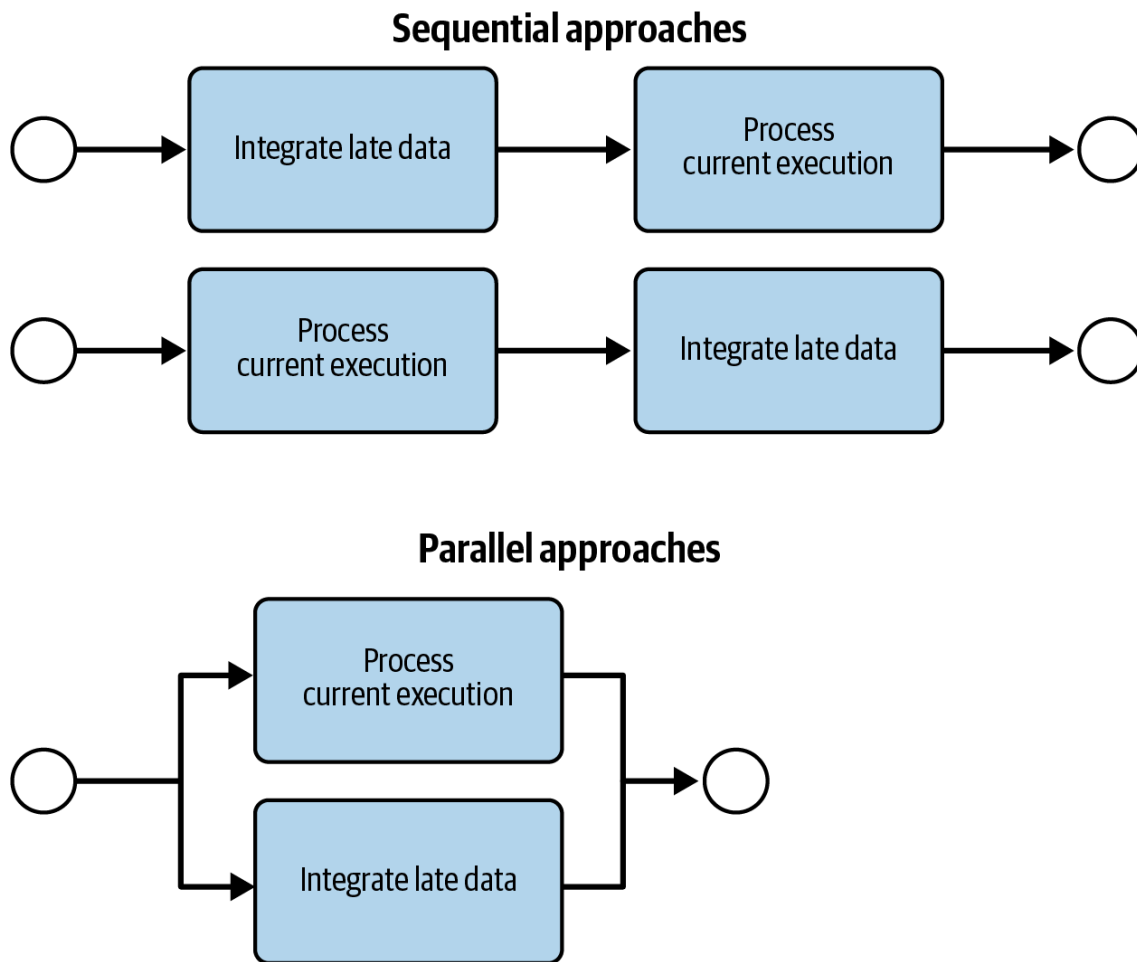 Sequential approaches
Integrate late data
Process
current execution
Process
current execution
Integrate late data
Parallel approaches
Process
current execution
Integrate late data